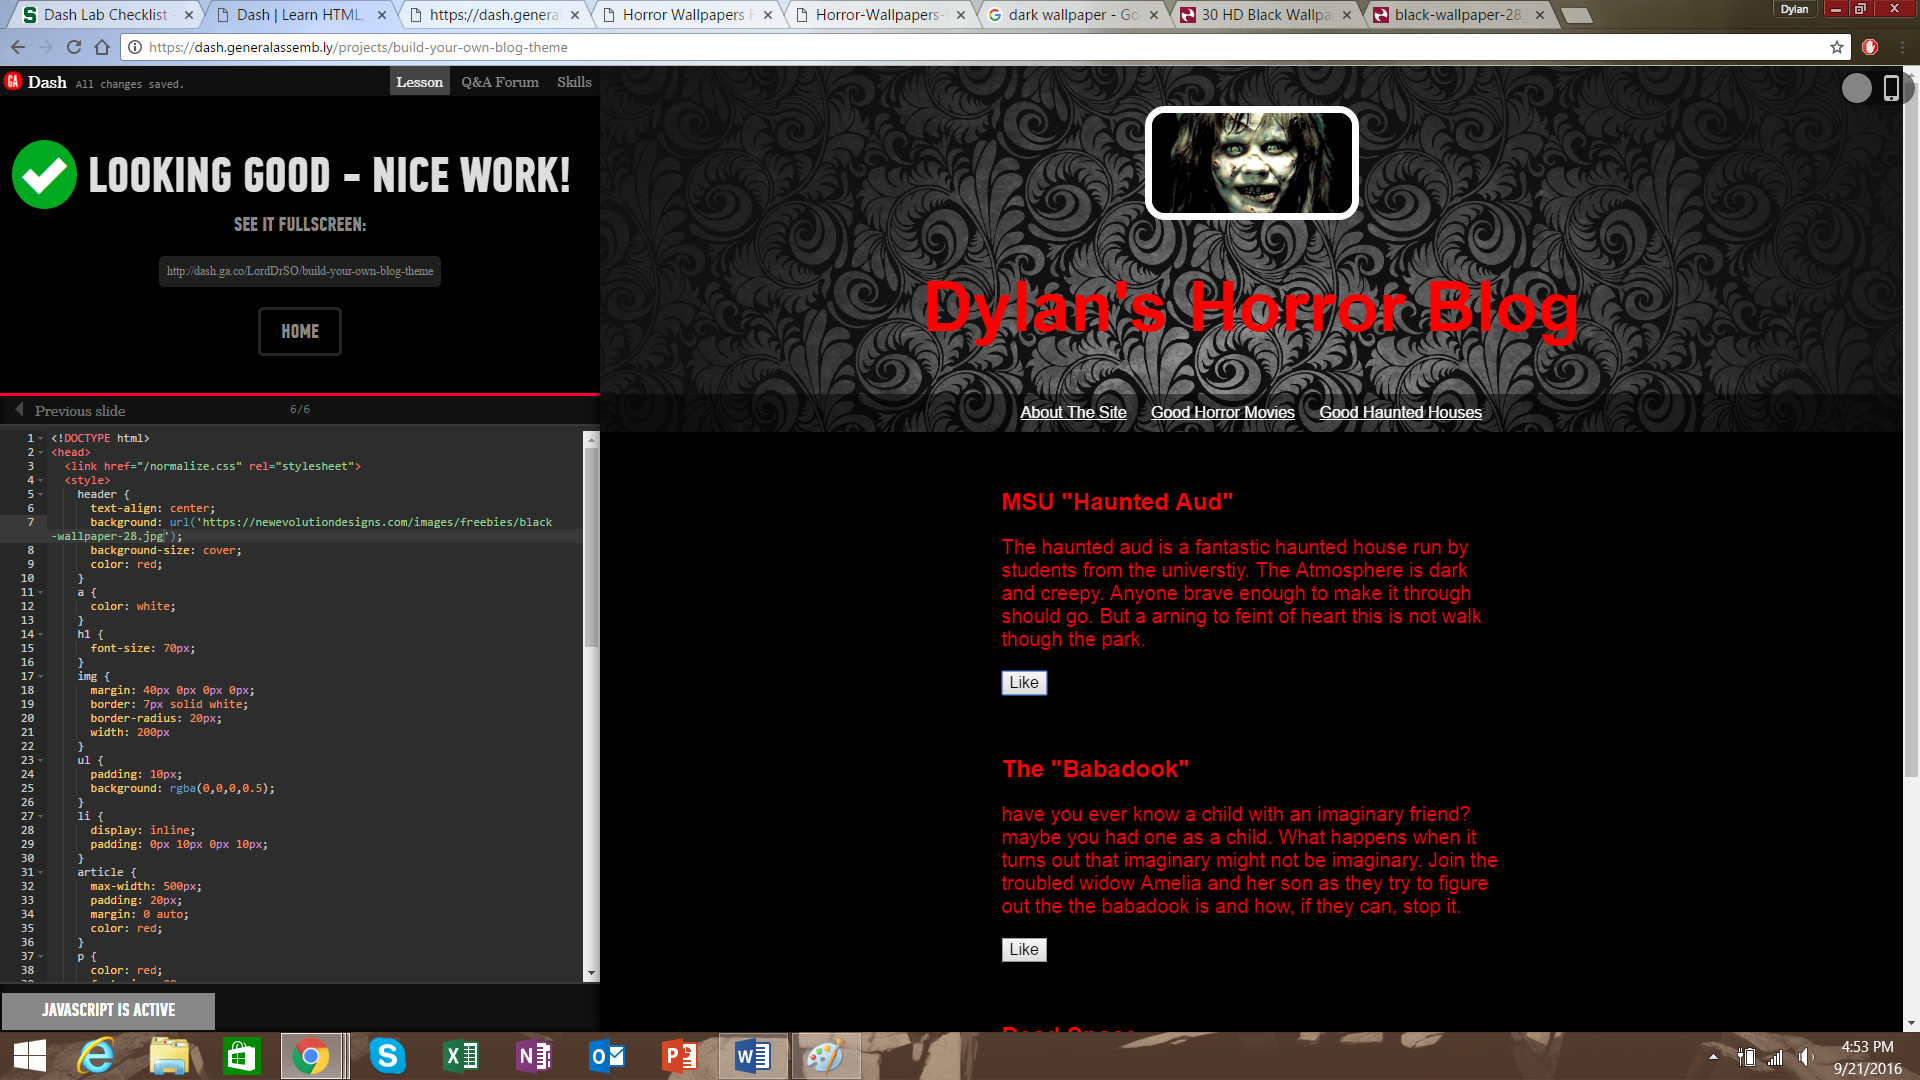 Dash Lab Checklist -
Dash | Learn HTML,
https://dash.genera
Horror Wallpapers H
Horror-Wallpapers-
dark wallpaper - Go
30 HD Black Wallpa
black-wallpaper-28.
Dylan
https://dash.generalassemb.ly/projects/build-your-own-blog-theme
GA Dash All changes saved.
Lesson Q&A Forum Skills
LOOKING GOOD - NICE WORK!
SEE IT FULLSCREEN:
http://dash.ga.co/LordDrSO/build-your-own-blog-theme
HOME
Previous slide 6/6
1 <!DOCTYPE html>
2 <head>
3 <link href="/normalize.css" rel="stylesheet">
4 <style>
5 header {
6 text-align: center;
7 background: url('https://newevolutiondesigns.com/images/freebies/black
-wallpaper-28.jpg');
8 background-size: cover;
9 color: red;
10 }
11 a {
12 color: white;
13 }
14 h1 {
15 font-size: 70px;
16 }
17 img {
18 margin: 40px 0px 0px 0px;
19 border: 7px solid white;
20 border-radius: 20px;
21 width: 200px
22 }
23 ul {
24 padding: 10px;
25 background: rgba(0,0,0,0.5);
26 }
27 li {
28 display: inline;
29 padding: 0px 10px 0px 10px;
30 }
31 article {
32 max-width: 500px;
33 padding: 20px;
34 margin: 0 auto;
35 color: red;
36 }
37 p {
38 color: red;
JAVASCRIPT IS ACTIVE
Dylan's Horror Blog
About The Site Good Horror Movies Good Haunted Houses
MSU "Haunted Aud"
The haunted aud is a fantastic haunted house run by
students from the universtiy. The Atmosphere is dark
and creepy. Anyone brave enough to make it through
should go. But a arning to feint of heart this is not walk
though the park.
Like
The "Babadook"
have you ever know a child with an imaginary friend?
maybe you had one as a child. What happens when it
turns out that imaginary might not be imaginary. Join the
troubled widow Amelia and her son as they try to figure
out the the babadook is and how, if they can, stop it.
Like
Dead Space
4:53 PM
9/21/2016